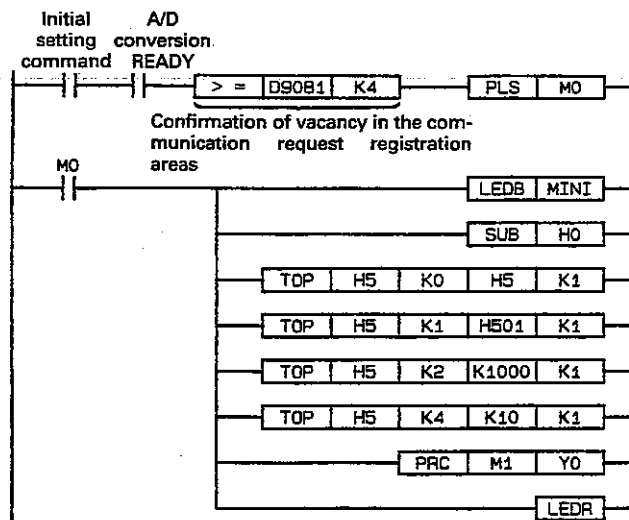 Initial setting command
A/D conversion READY
> = D9081 K4
PLS M0
Confirmation of vacancy in the com-
munication request registration
areas
M0
LEDB MINI
SUB H0
TOP H5 K0 H5 K1
TOP H5 K1 H501 K1
TOP H5 K2 K1000 K1
TOP H5 K4 K10 K1
PRC M1 Y0
LEDR